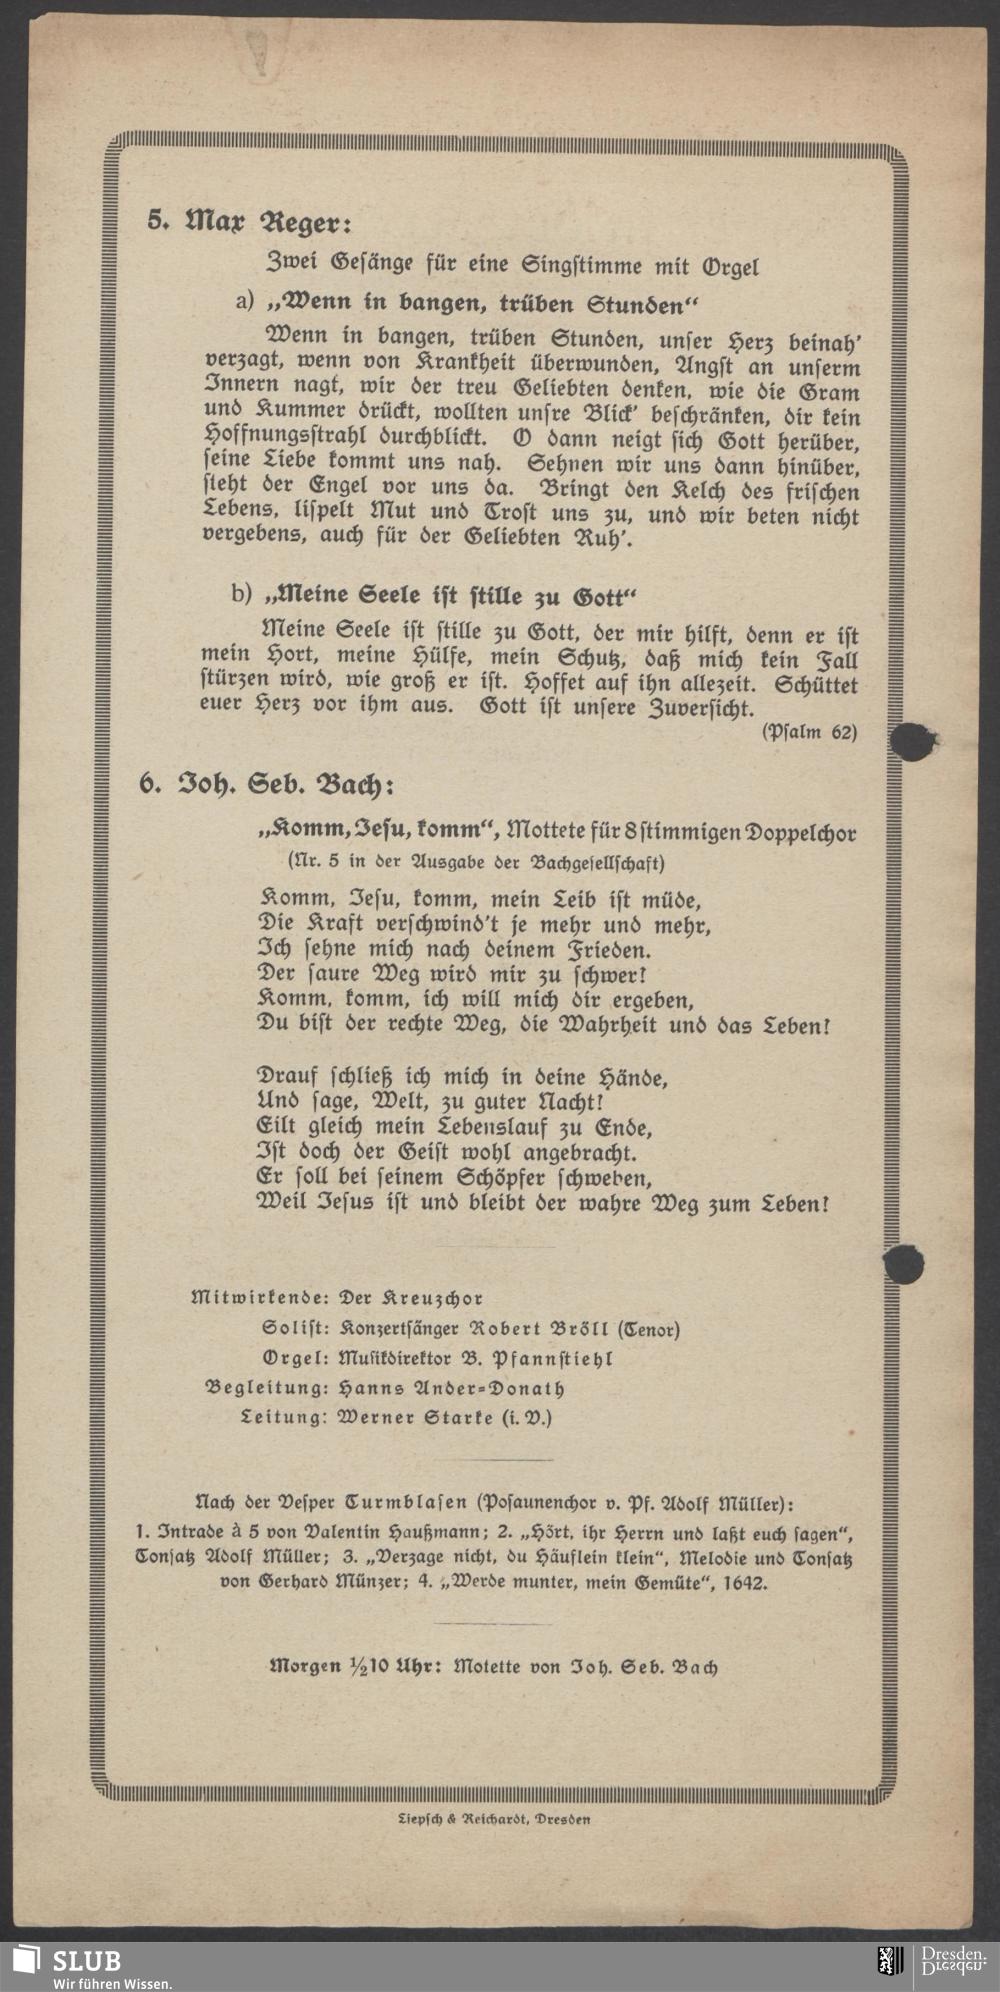 5. Max Reger:
Zwei Gesänge für eine Singstimme mit Orgel
a) „Wenn in bangen, trüben Stunden“
Wenn in bangen, trüben Stunden, unser Herz beinah'
verzagt, wenn von Krankheit überwunden, Angst an unserm
Innern nagt, wir der treu Geliebten denken, wie die Gram
und Kummer drückt, wollten unsre Blick' beschränken, dir kein
Hoffnungsstrahl durchblickt. O dann neigt sich Gott herüber,
seine Liebe kommt uns nah. Sehnen wir uns dann hinüber,
steht der Engel vor uns da. Bringt den Kelch des frischen
Lebens, lispelt Mut und Trost uns zu, und wir beten nicht
vergebens, auch für der Geliebten Ruh'.
b) „Meine Seele ist stille zu Gott“
Meine Seele ist stille zu Gott, der mir hilft, denn er ist
mein Hort, meine Hülfe, mein Schutz, daß mich kein Fall
stürzen wird, wie groß er ist. Hoffet auf ihn allezeit. Schüttet
euer Herz vor ihm aus. Gott ist unsere Zuversicht.
(Psalm 62)
6. Joh. Seb. Bach:
„Komm, Jesu, komm“, Mottete für 8stimmigen Doppelchor
(Nr. 5 in der Ausgabe der Bachgesellschaft)
Komm, Jesu, komm, mein Leib ist müde,
Die Kraft verschwind't je mehr und mehr,
Ich sehne mich nach deinem Frieden.
Der saure Weg wird mir zu schwer!
Komm, komm, ich will mich dir ergeben,
Du bist der rechte Weg, die Wahrheit und das Leben!
Drauf schließ ich mich in deine Hände,
Und sage, Welt, zu guter Nacht!
Eilt gleich mein Lebenslauf zu Ende,
Ist doch der Geist wohl angebracht.
Er soll bei seinem Schöpfer schweben,
Weil Jesus ist und bleibt der wahre Weg zum Leben!
Mitwirkende: Der Kreuzchor
Solist: Konzertsänger Robert Bröll (Tenor)
Orgel: Musikdirektor B. Pfannstiehl
Begleitung: Hanns Ander-Donath
Leitung: Werner Starke (i. V.)
Nach der Vesper Turmblasen (Posaunenchor v. Pf. Adolf Müller):
1. Intrade à 5 von Valentin Haußmann; 2. „Hört, ihr Herrn und laßt euch sagen“,
Tonsatz Adolf Müller; 3. „Verzage nicht, du Häuflein klein“, Melodie und Tonsatz
von Gerhard Münzer; 4. „Werde munter, mein Gemüte“, 1642.
Morgen ½10 Uhr: Motette von Joh. Seb. Bach
Liepsch & Reichardt, Dresden
SLUB
Wir führen Wissen.
Dresden.
Dresden.